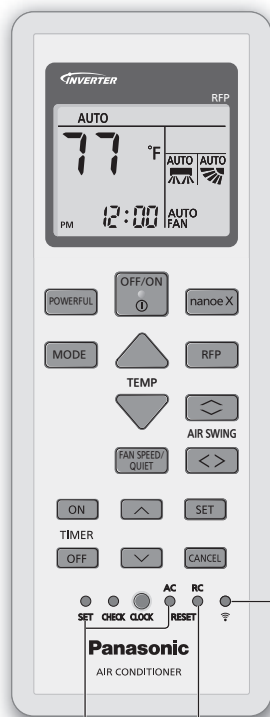 INVERTER
RFP
AUTO
77 °F
AUTO AUTO
PM 12:00 AUTO FAN
OFF/ON
POWERFUL nanoe X
MODE RFP
TEMP
AIR SWING
FAN SPEED/
QUIET
ON SET
TIMER
OFF CANCEL
AC RC
SET CHECK CLOCK RESET
Panasonic
AIR CONDITIONER